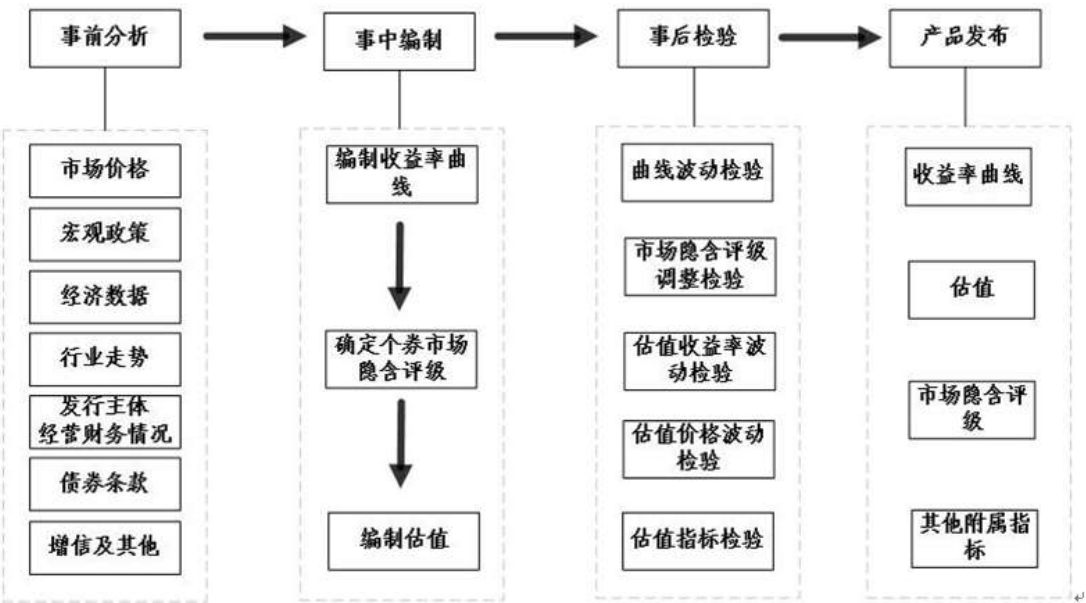 事前分析
事中编制
事后检验
产品发布
市场价格
宏观政策
经济数据
行业走势
发行主体
经营财务情况
债券条款
增信及其他
编制收益率曲
线
确定个券市场
隐含评级
编制估值
曲线波动检验
市场隐含评级
调整检验
估值收益率波
动检验
估值价格波动
检验
估值指标检验
收益率曲线
估值
市场隐含评
级
其他附属指
标